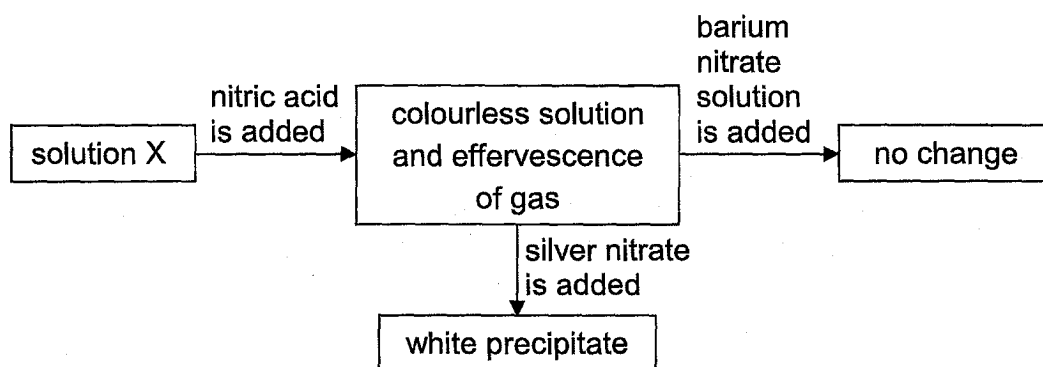 solution X
nitric acid
is added
colourless solution
and effervescence
of gas
barium
nitrate
solution
is added
no change
silver nitrate
is added
white precipitate